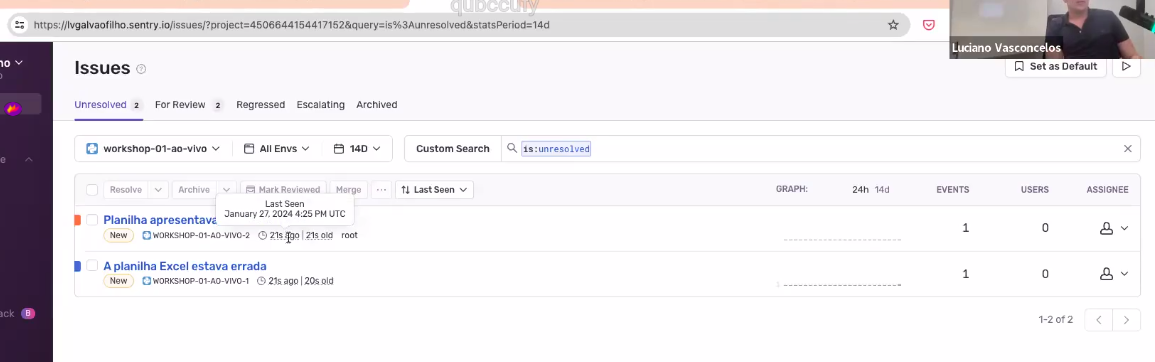 https://lvgalvaofilho.sentry.io/issues/?project=4506644154417152&query=is%3Aunresolved&statsPeriod=14d
Luciano Vasconcelos
no
Issues
Set as Default
Unresolved 2 For Review 2 Regressed Escalating Archived
workshop-01-ao-vivo All Envs 14D Custom Search is:unresolved
Resolve Archive Mark Reviewed Merge ... Last Seen GRAPH: 24h 14d EVENTS USERS ASSIGNEE
Last Seen
January 27, 2024 4:25 PM UTC
Planilha apresentava
1 0
New WORKSHOP-01-AO-VIVO-2 21s ago | 21s old root
A planilha Excel estava errada
1 0
New WORKSHOP-01-AO-VIVO-1 21s ago | 20s old
ack B
1-2 of 2